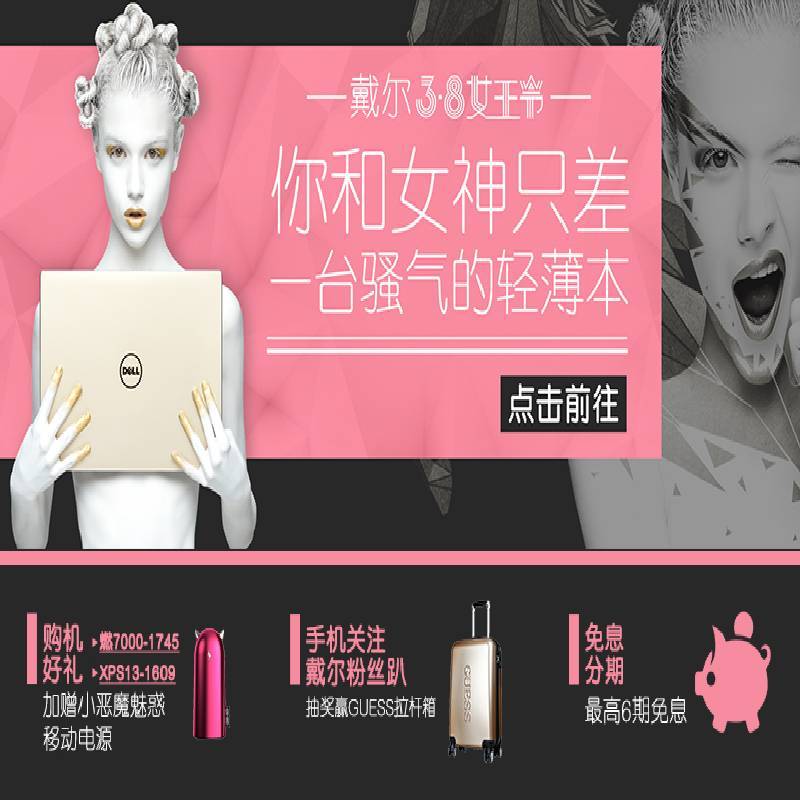 戴尔3·8女王节
你和女神只差
一台骚气的轻薄本
DELL
点击前往
购机
好礼
燃7000-1745
XPS13-1609
加赠小恶魔魅惑
移动电源
手机关注
戴尔粉丝趴
抽奖赢GUESS拉杆箱
GUESS
免息
分期
最高6期免息